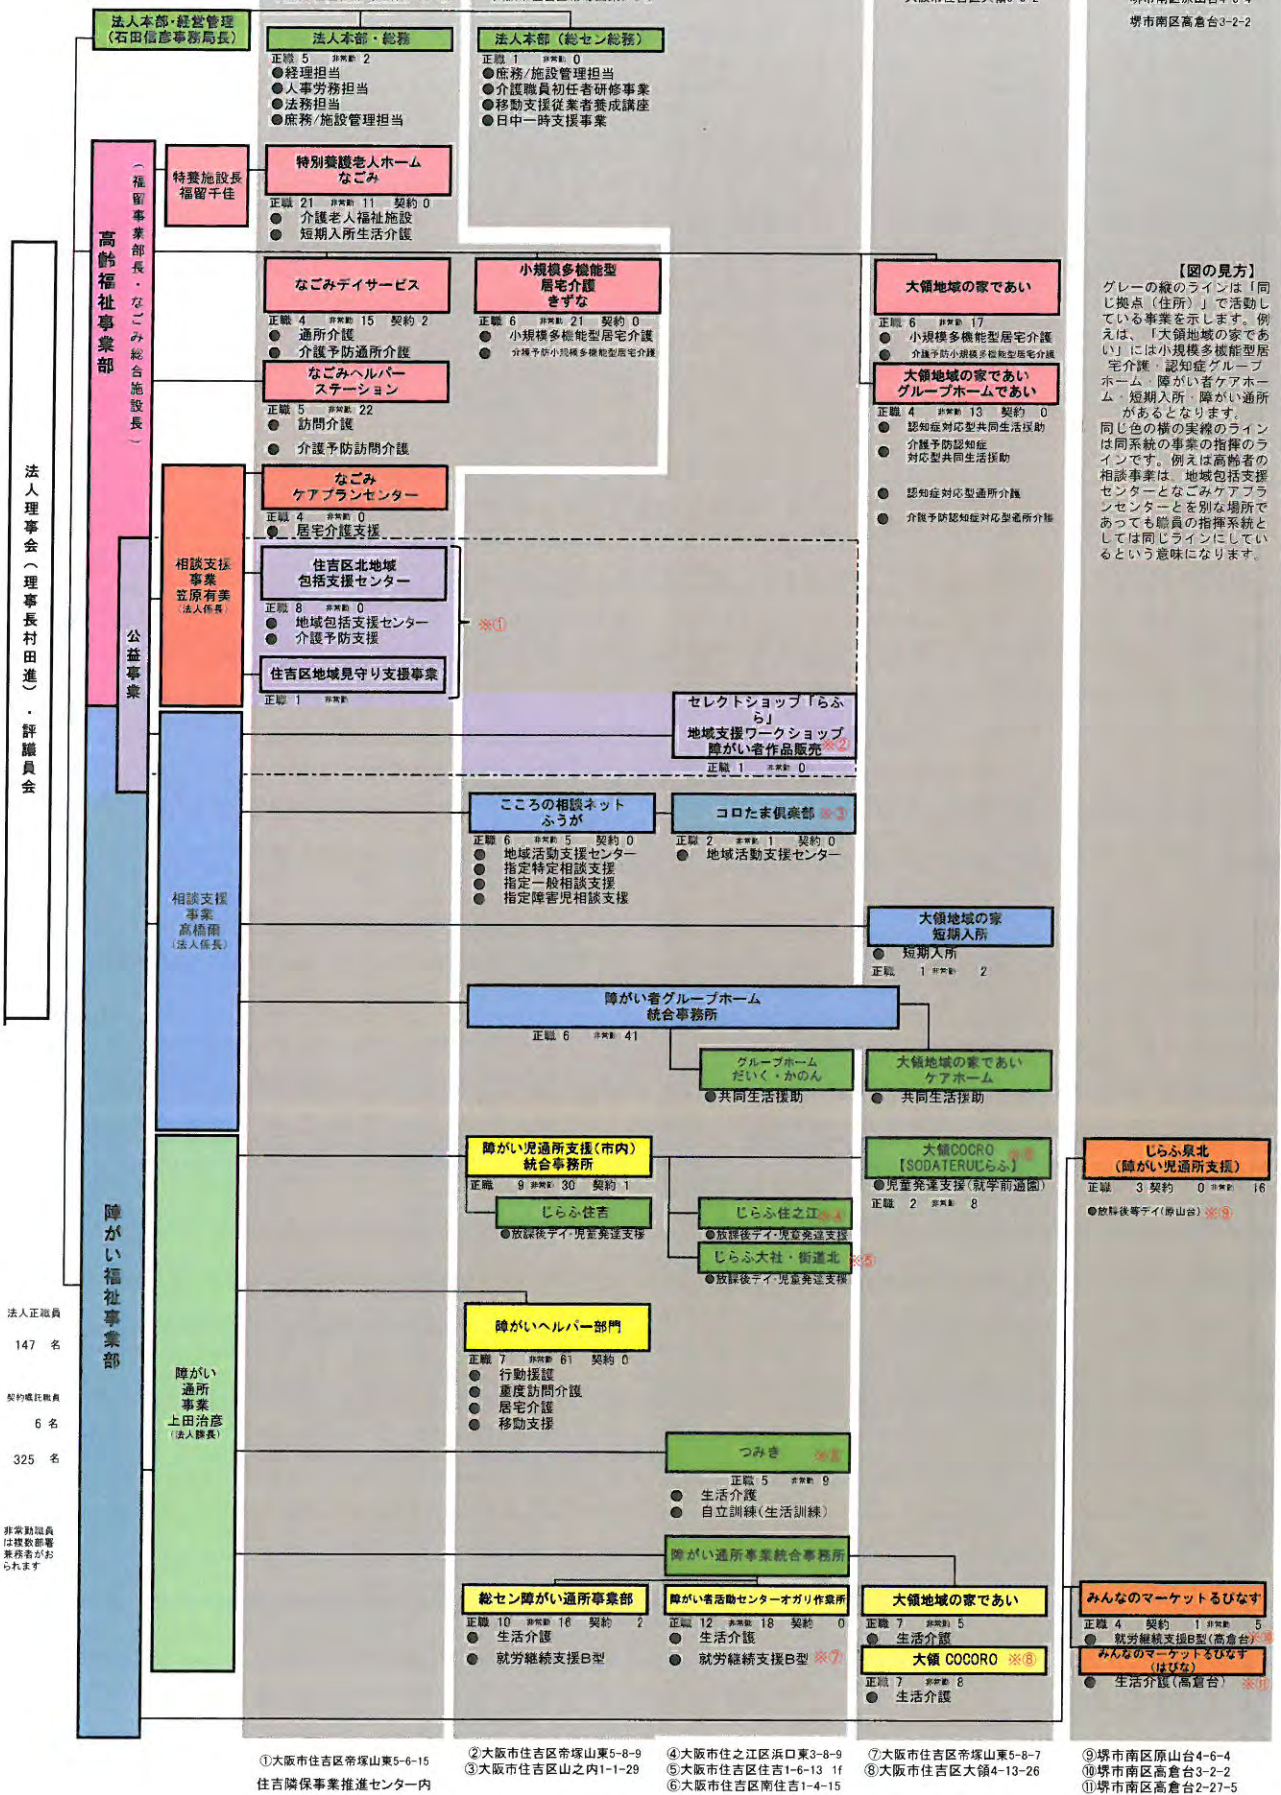 堺市南区高倉台3-2-2
法人本部・経営管理
(石田信彦事務局長)
法人本部・総務
正職 5 非常勤 2
●経理担当
●人事労務担当
●法務担当
●庶務/施設管理担当
法人本部（総セン総務）
正職 1 非常勤 0
●庶務/施設管理担当
●介護職員初任者研修事業
●移動支援従業者養成講座
●日中一時支援事業
法人理事会（理事長村田進）・評議員会
高齢福祉事業部
（福留事業部長・なごみ総合施設長）
特養施設長
福留千佳
特別養護老人ホーム
なごみ
正職 21 非常勤 11 契約 0
● 介護老人福祉施設
● 短期入所生活介護
なごみデイサービス
正職 4 非常勤 15 契約 2
● 通所介護
● 介護予防通所介護
小規模多機能型
居宅介護
きずな
正職 6 非常勤 21 契約 0
● 小規模多機能型居宅介護
● 介護予防小規模多機能型居宅介護
大領地域の家であい
正職 6 非常勤 17
● 小規模多機能型居宅介護
● 介護予防小規模多機能型居宅介護
なごみヘルパー
ステーション
正職 5 非常勤 22
● 訪問介護
● 介護予防訪問介護
大領地域の家であい
グループホームであい
正職 4 非常勤 13 契約 0
● 認知症対応型共同生活援助
● 介護予防認知症
対応型共同生活援助
● 認知症対応型通所介護
● 介護予防認知症対応型通所介護
【図の見方】
グレーの縦のラインは「同
じ拠点（住所）」で活動し
ている事業を示します。例
えは、「大領地域の家であ
い」には小規模多機能型居
宅介護・認知症グループ
ホーム・障がい者ケアホー
ム・短期入所・障がい通所
があるとなります。
同じ色の横の実線のライン
は同系統の事業の指揮のラ
インです。例えは高齢者の
相談事業は、地域包括支援
センターとなごみケアプラ
ンセンターとを別な場所で
あっても職員の指揮系統と
しては同じラインにしてい
るという意味になります。
公益事業
相談支援
事業
笠原有美
(法人係長)
なごみ
ケアプランセンター
正職 4 非常勤 0
● 居宅介護支援
住吉区北地域
包括支援センター
正職 8 非常勤 0
● 地域包括支援センター
● 介護予防支援
※①
住吉区地域見守り支援事業
正職 1 非常勤
セレクトショップ「らふ
ら」
地域支援ワークショップ
障がい者作品販売※②
正職 1 非常勤 0
障がい福祉事業部
相談支援
事業
高橋爾
(法人係長)
こころの相談ネット
ふうが
正職 6 非常勤 5 契約 0
● 地域活動支援センター
● 指定特定相談支援
● 指定一般相談支援
● 指定障害児相談支援
コロたま倶楽部 ※③
正職 2 非常勤 1 契約 0
● 地域活動支援センター
大領地域の家
短期入所
● 短期入所
正職 1 非常勤 2
障がい者グループホーム
統合事務所
正職 6 非常勤 41
グループホーム
だいく・かのん
●共同生活援助
大領地域の家であい
ケアホーム
● 共同生活援助
障がい
通所
事業
上田治彦
(法人課長)
障がい児通所支援(市内)
統合事務所
正職 9 非常勤 30 契約 1
じらふ住吉
●放課後デイ・児童発達支援
じらふ住之江 ※④
●放課後デイ・児童発達支援
じらふ大社・街道北 ※⑤
●放課後デイ・児童発達支援
大領COCRO
【SODATERUじらふ】
●児童発達支援(就学前通園)
正職 2 非常勤 8
じらふ泉北
(障がい児通所支援)
正職 3 契約 0 非常勤 16
●放課後等デイ(原山台) ※⑨
障がいヘルパー部門
正職 7 非常勤 61 契約 0
● 行動援護
● 重度訪問介護
● 居宅介護
● 移動支援
つみき
正職 5 非常勤 9
● 生活介護
● 自立訓練(生活訓練)
障がい通所事業統合事務所
総セン障がい通所事業部
正職 10 非常勤 16 契約 2
● 生活介護
● 就労継続支援B型
障がい者活動センターオガリ作業所
正職 12 非常勤 18 契約 0
● 生活介護
● 就労継続支援B型 ※⑦
大領地域の家であい
正職 7 非常勤 5
● 生活介護
大領 COCORO ※⑧
正職 7 非常勤 8
● 生活介護
みんなのマーケットるぴなす
正職 4 契約 1 非常勤 5
● 就労継続支援B型(高倉台)※⑩
みんなのマーケットるぴなす
(はびな)
● 生活介護(高倉台) ※⑪
法人正職員
147 名
契約嘱託職員
6 名
325 名
非常勤職員
は複数部署
兼務者がお
られます
①大阪市住吉区帝塚山東5-6-15
住吉隣保事業推進センター内
②大阪市住吉区帝塚山東5-8-9
③大阪市住吉区山之内1-1-29
④大阪市住之江区浜口東3-8-9
⑤大阪市住吉区住吉1-6-13 1f
⑥大阪市住吉区南住吉1-4-15
⑦大阪市住吉区帝塚山東5-8-7
⑧大阪市住吉区大領4-13-26
⑨堺市南区原山台4-6-4
⑩堺市南区高倉台3-2-2
⑪堺市南区高倉台2-27-5